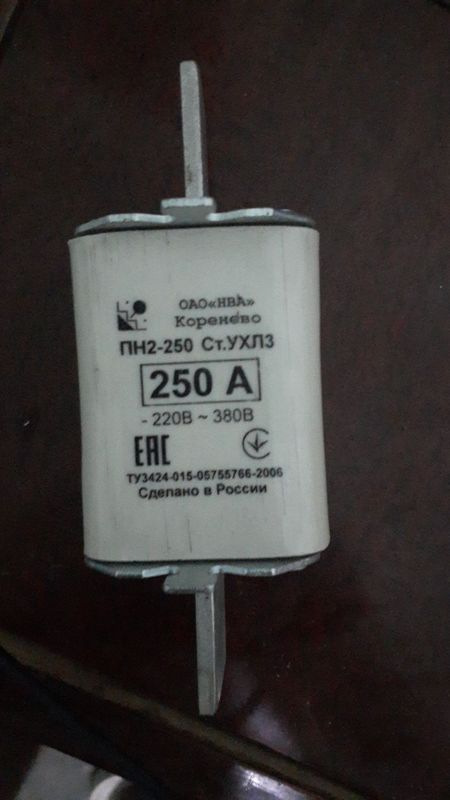 ОАО«НВА»
Коренево
ПН2-250 Ст.УХЛ3
250 А
- 220В ~ 380В
ЕАС
ТУ3424-015-05755766-2006
Сделано в России